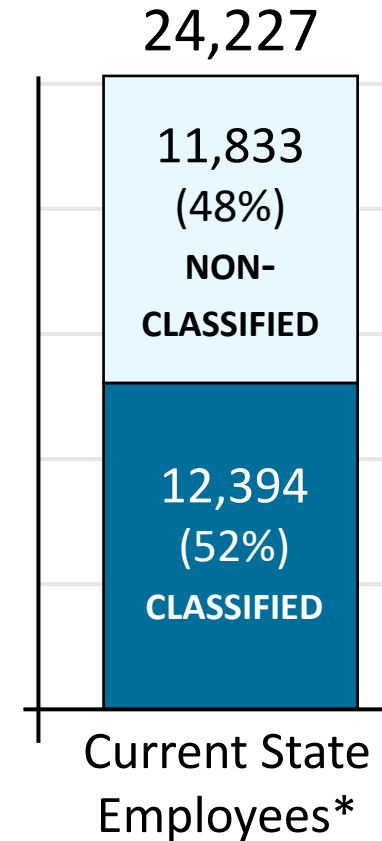 24,227
11,833
(48%)
NON-
CLASSIFIED
12,394
(52%)
CLASSIFIED
Current State
Employees*